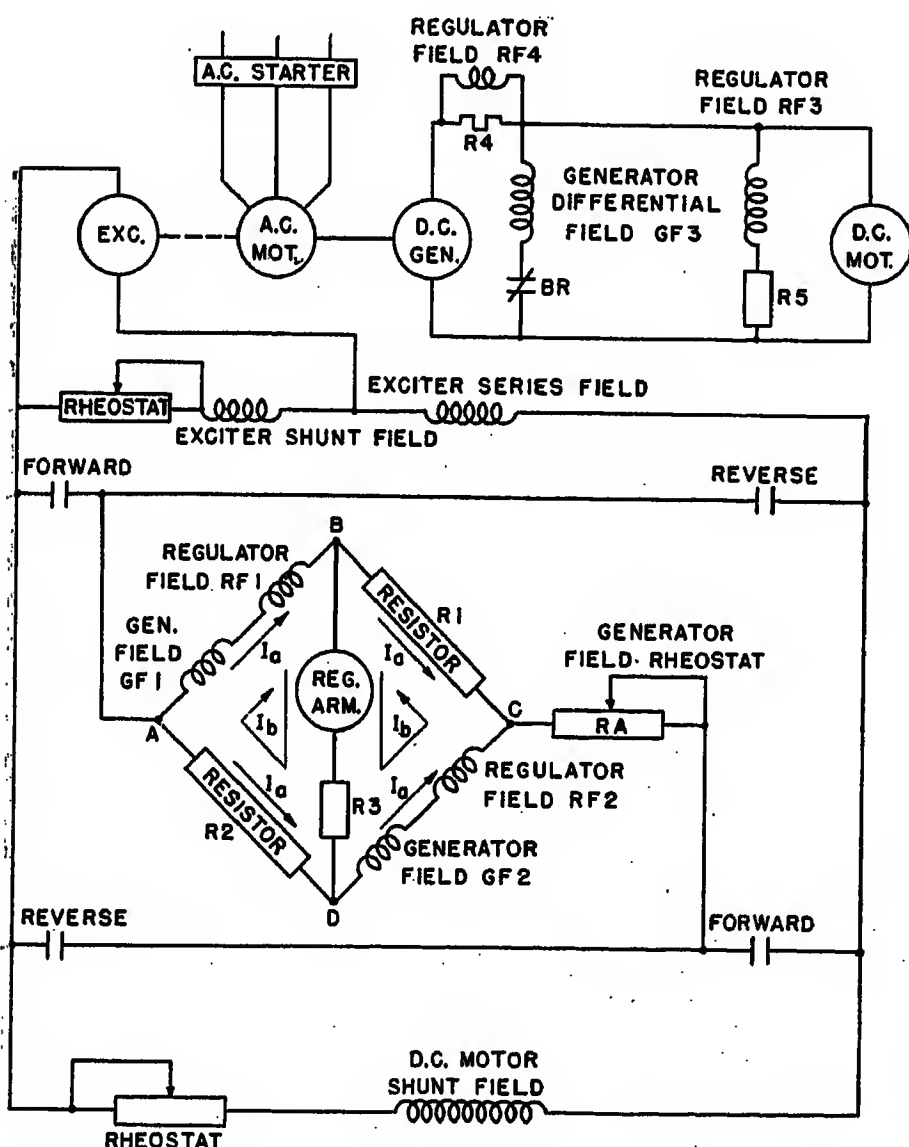 REGULATOR
FIELD RF4
A.C. STARTER
REGULATOR
FIELD RF3
R4
GENERATOR
DIFFERENTIAL
FIELD GF3
EXC.
A.C.
MOT.
D.C.
GEN.
D.C.
MOT.
BR
R5
EXCITER SERIES FIELD
RHEOSTAT
EXCITER SHUNT FIELD
FORWARD
REVERSE
B
REGULATOR
FIELD RF1
RESISTOR
R1
GEN.
FIELD
GF1
Ia
Ia
GENERATOR
FIELD RHEOSTAT
REG.
ARM.
Ib
Ib
A
C
RA
Ia
Ia
RESISTOR
R2
R3
REGULATOR
FIELD RF2
GENERATOR
FIELD GF2
D
REVERSE
FORWARD
D.C. MOTOR
SHUNT FIELD
RHEOSTAT